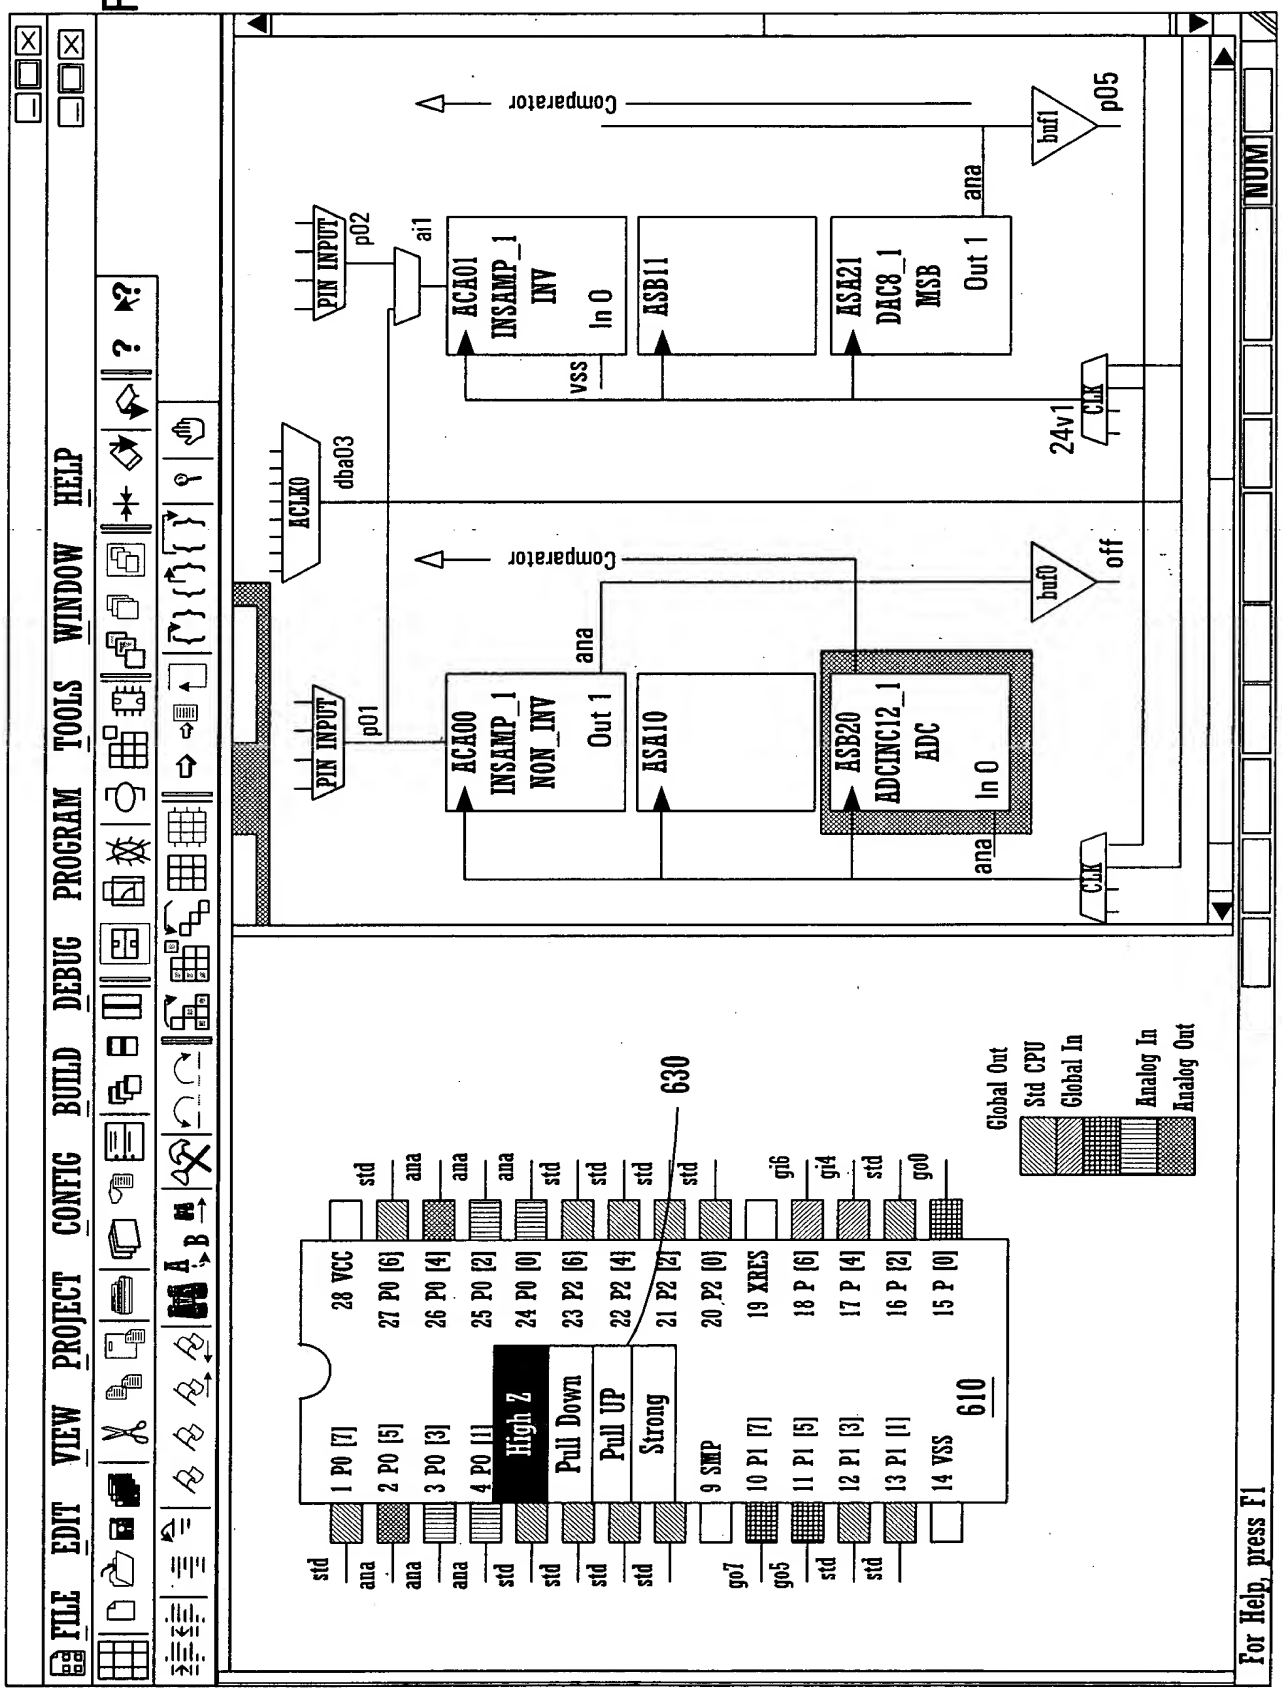 F
FILE EDIT VIEW PROJECT CONFIG BUILD DEBUG PROGRAM TOOLS WINDOW HELP
A
B
?
?
{ } { } { }
std
ana
ana
ana
std
std
std
std
go7
go5
std
std
1 P0 [7]
2 P0 [5]
3 P0 [3]
4 P0 [1]
High Z
Pull Down
Pull UP
Strong
9 SMP
10 P1 [7]
11 P1 [5]
12 P1 [3]
13 P1 [1]
14 VSS
610
28 VCC
27 P0 [6]
26 P0 [4]
25 P0 [2]
24 P0 [0]
23 P2 [6]
22 P2 [4]
21 P2 [2]
20 P2 [0]
19 XRES
18 P [6]
17 P [4]
16 P [2]
15 P [0]
std
ana
ana
ana
std
std
std
std
gi6
gi4
std
go0
630
Global Out
Std CPU
Global In
Analog In
Analog Out
PIN INPUT
p01
ACA00
INSAMP_1
NON_INV
Out 1
ana
ASA10
ASB20
ADCINC12_1
ADC
In 0
ana
CLK
Comparator
buf0
off
ACLK0
dba03
PIN INPUT
p02
ai1
ACA01
INSAMP_1
INV
In 0
VSS
ASB11
ASA21
DAC8_1
MSB
Out 1
ana
24v1
CLK
Comparator
buf1
p05
For Help, press F1
NUM